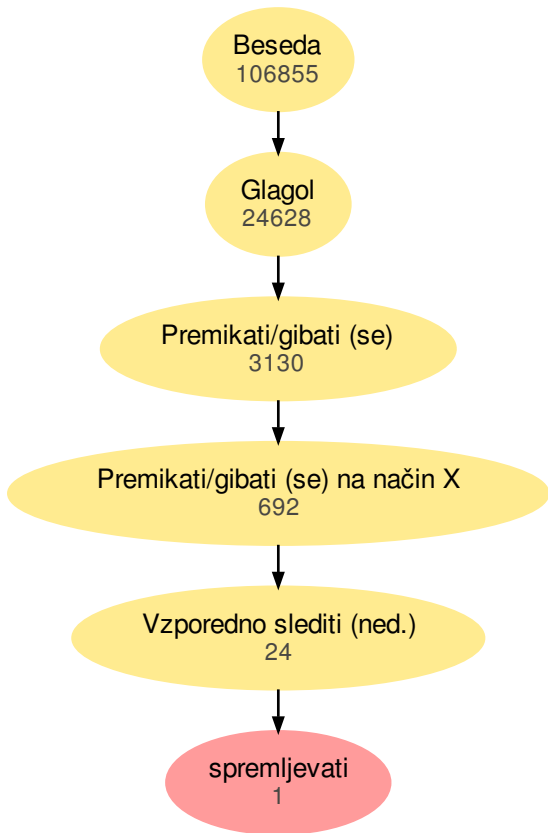 Beseda
106855
Glagol
24628
Premikati/gibati (se)
3130
Premikati/gibati (se) na način X
692
Vzporedno slediti (ned.)
24
spremljevati
1